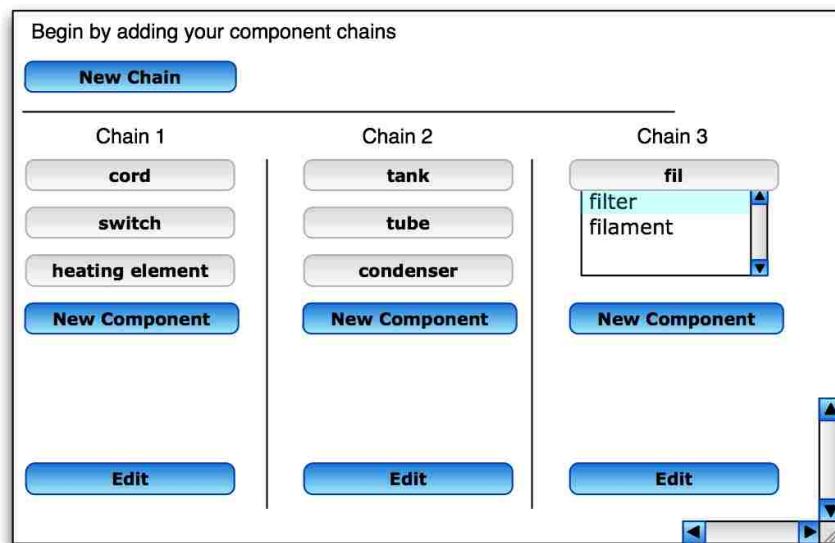 Begin by adding your component chains
New Chain
Chain 1
cord
switch
heating element
New Component
Edit
Chain 2
tank
tube
condenser
New Component
Edit
Chain 3
fil
filter
filament
New Component
Edit